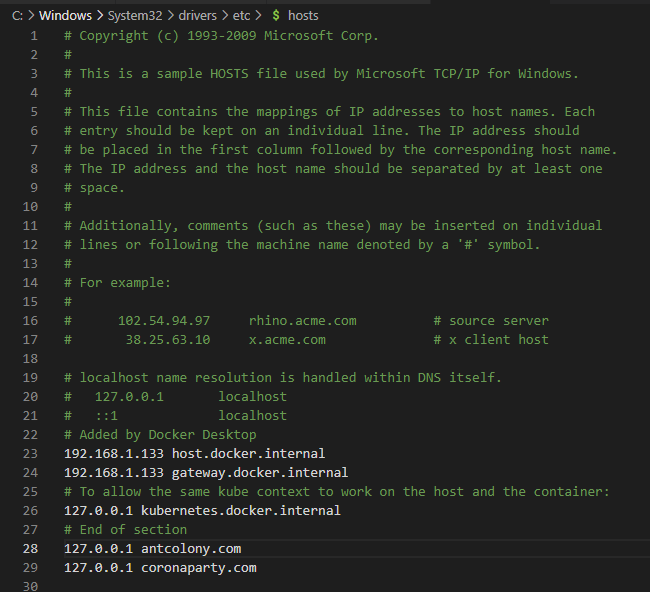 C: > Windows > System32 > drivers > etc > $ hosts
1 # Copyright (c) 1993-2009 Microsoft Corp.
2 #
3 # This is a sample HOSTS file used by Microsoft TCP/IP for Windows.
4 #
5 # This file contains the mappings of IP addresses to host names. Each
6 # entry should be kept on an individual line. The IP address should
7 # be placed in the first column followed by the corresponding host name.
8 # The IP address and the host name should be separated by at least one
9 # space.
10 #
11 # Additionally, comments (such as these) may be inserted on individual
12 # lines or following the machine name denoted by a '#' symbol.
13 #
14 # For example:
15 #
16 #      102.54.94.97     rhino.acme.com          # source server
17 #       38.25.63.10     x.acme.com              # x client host
18
19 # localhost name resolution is handled within DNS itself.
20 #   127.0.0.1       localhost
21 #   ::1             localhost
22 # Added by Docker Desktop
23 192.168.1.133 host.docker.internal
24 192.168.1.133 gateway.docker.internal
25 # To allow the same kube context to work on the host and the container:
26 127.0.0.1 kubernetes.docker.internal
27 # End of section
28 127.0.0.1 antcolony.com
29 127.0.0.1 coronaparty.com
30